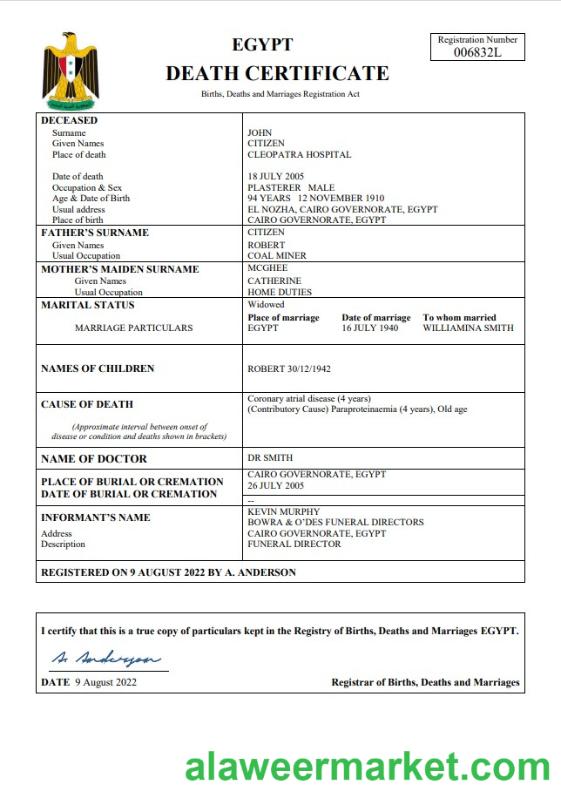 EGYPT
DEATH CERTIFICATE
Births, Deaths and Marriages Registration Act
Registration Number
006832L
DECEASED
Surname JOHN
Given Names CITIZEN
Place of death CLEOPATRA HOSPITAL
Date of death 18 JULY 2005
Occupation & Sex PLASTERER MALE
Age & Date of Birth 94 YEARS 12 NOVEMBER 1910
Usual address EL NOZHA, CAIRO GOVERNORATE, EGYPT
Place of birth CAIRO GOVERNORATE, EGYPT
FATHER'S SURNAME CITIZEN
Given Names ROBERT
Usual Occupation COAL MINER
MOTHER'S MAIDEN SURNAME MCGHEE
Given Names CATHERINE
Usual Occupation HOME DUTIES
MARITAL STATUS Widowed
Place of marriage Date of marriage To whom married
MARRIAGE PARTICULARS EGYPT 16 JULY 1940 WILLIAMINA SMITH
NAMES OF CHILDREN ROBERT 30/12/1942
CAUSE OF DEATH Coronary atrial disease (4 years)
(Contributory Cause) Paraproteinaemia (4 years), Old age
(Approximate interval between onset of
disease or condition and deaths shown in brackets)
NAME OF DOCTOR DR SMITH
PLACE OF BURIAL OR CREMATION CAIRO GOVERNORATE, EGYPT
DATE OF BURIAL OR CREMATION 26 JULY 2005
--
INFORMANT'S NAME KEVIN MURPHY
BOWRA & O'DES FUNERAL DIRECTORS
Address CAIRO GOVERNORATE, EGYPT
Description FUNERAL DIRECTOR
REGISTERED ON 9 AUGUST 2022 BY A. ANDERSON
I certify that this is a true copy of particulars kept in the Registry of Births, Deaths and Marriages EGYPT.
A. Anderson
DATE 9 August 2022 Registrar of Births, Deaths and Marriages
alaweermarket.com